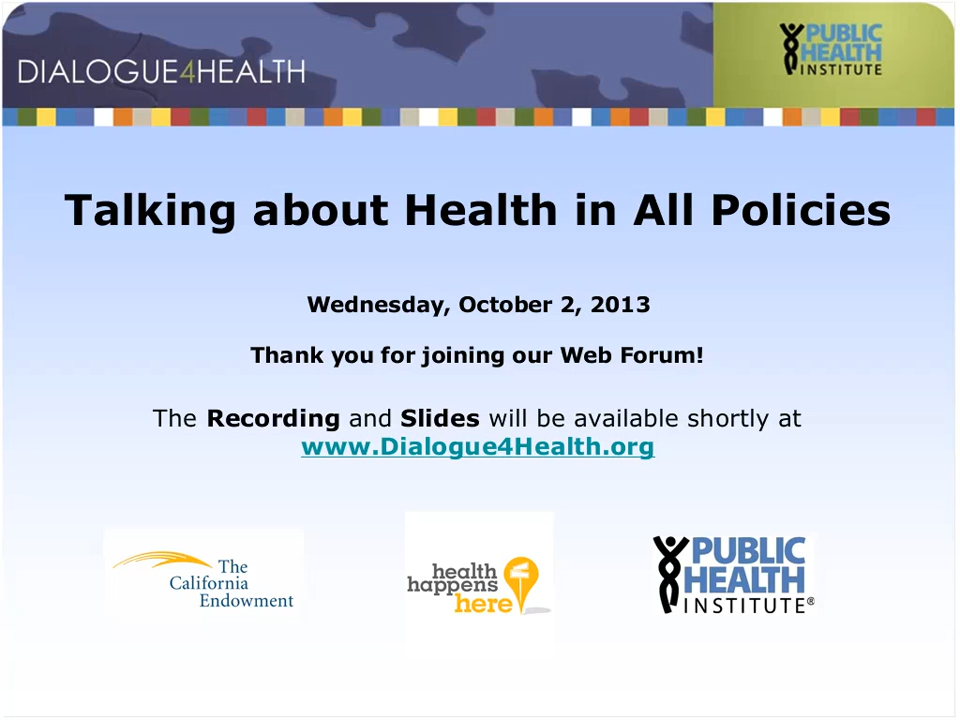 DIALOGUE4HEALTH
PUBLIC
HEALTH
INSTITUTE
Talking about Health in All Policies
Wednesday, October 2, 2013
Thank you for joining our Web Forum!
The Recording and Slides will be available shortly at
www.Dialogue4Health.org
The
California
Endowment
health
happens
here
PUBLIC
HEALTH
INSTITUTE®